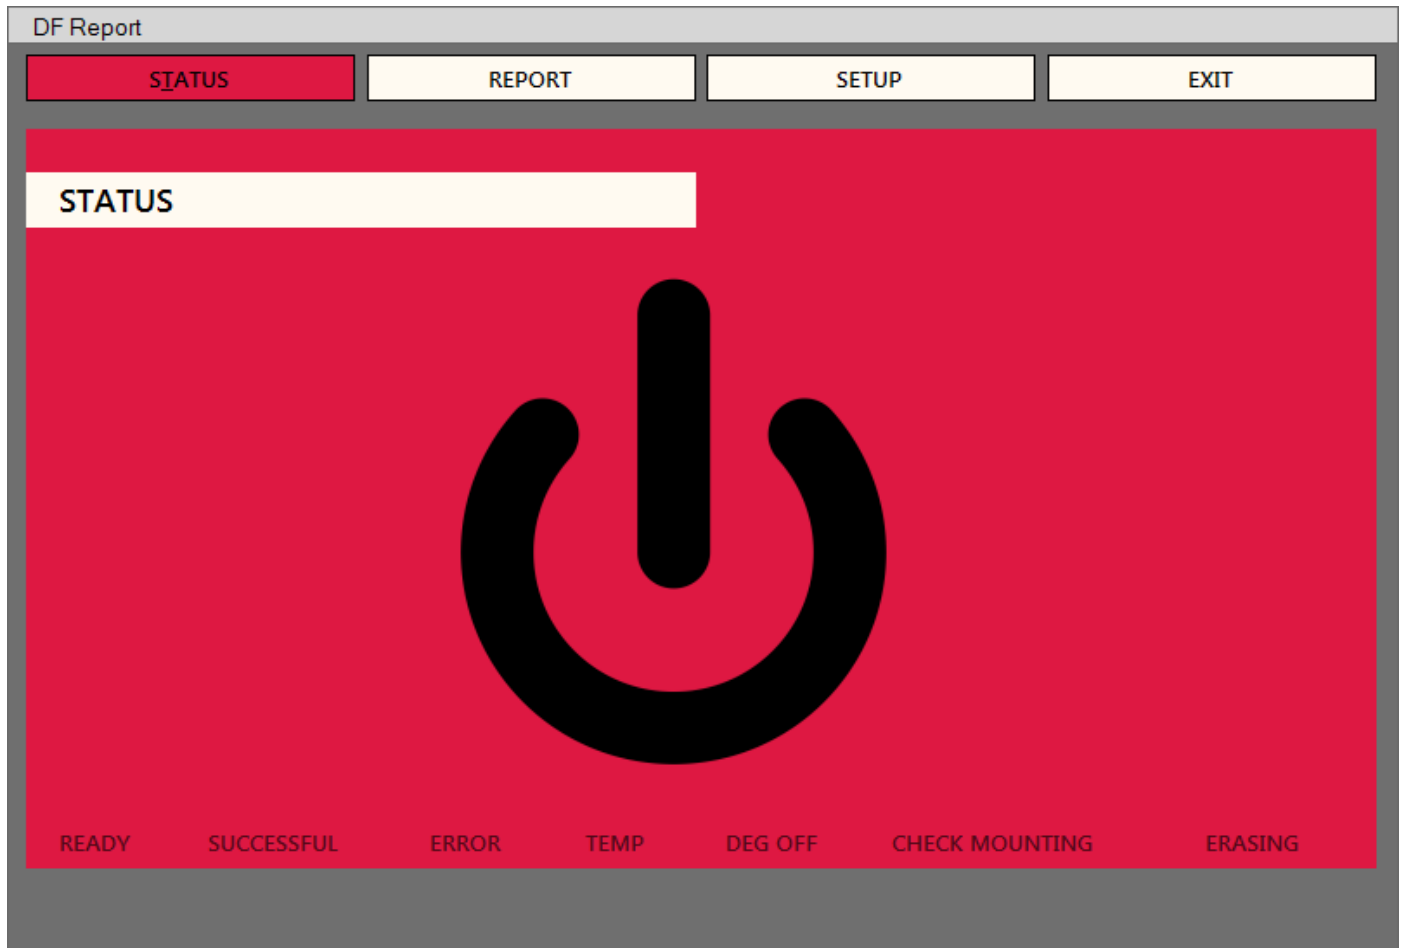 DF Report
STATUS REPORT SETUP EXIT
STATUS
READY SUCCESSFUL ERROR TEMP DEG OFF CHECK MOUNTING ERASING